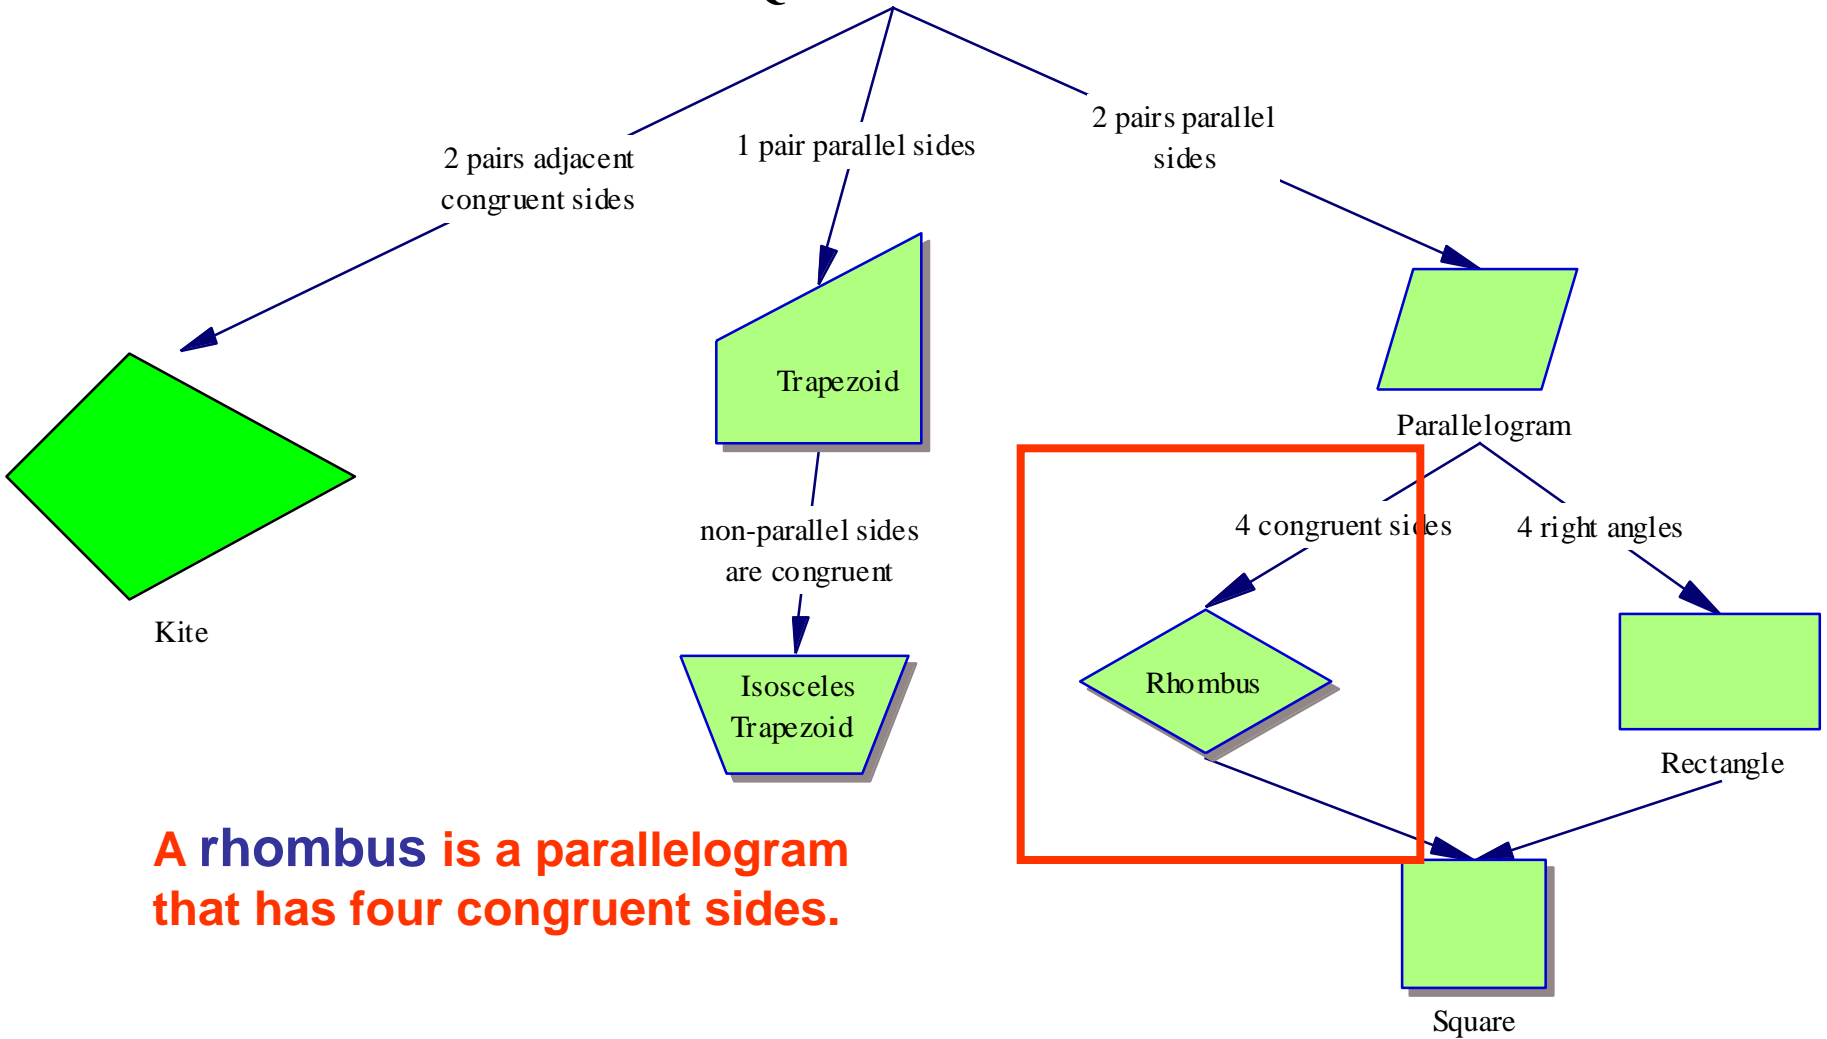 2 pairs parallel
sides
1 pair parallel sides
2 pairs adjacent
congruent sides
Trapezoid
Parallelogram
4 congruent sides
4 right angles
non-parallel sides
are congruent
Kite
Isosceles
Trapezoid
Rhombus
Rectangle
A rhombus is a parallelogram
that has four congruent sides.
Square